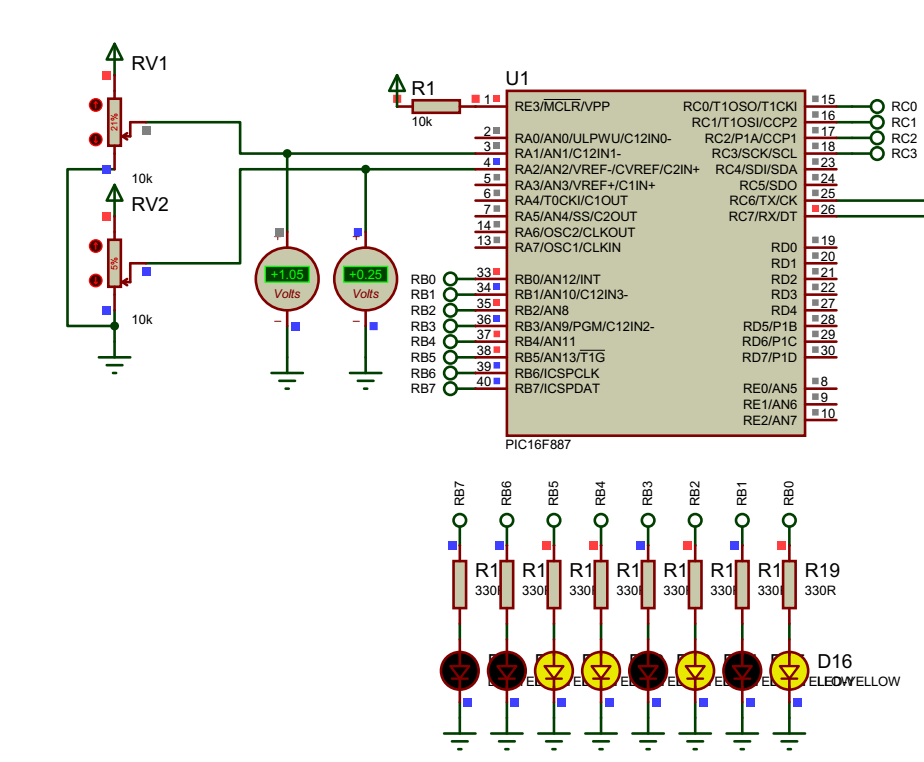 RV1
21%
10k
RV2
5%
10k
+1.05
Volts
+0.25
Volts
R1
10k
U1
1 RE3/MCLR/VPP
2 RA0/AN0/ULPWU/C12IN0-
3 RA1/AN1/C12IN1-
4 RA2/AN2/VREF-/CVREF/C2IN+
5 RA3/AN3/VREF+/C1IN+
6 RA4/T0CKI/C1OUT
7 RA5/AN4/SS/C2OUT
14 RA6/OSC2/CLKOUT
13 RA7/OSC1/CLKIN
RB0 33 RB0/AN12/INT
RB1 34 RB1/AN10/C12IN3-
RB2 35 RB2/AN8
RB3 36 RB3/AN9/PGM/C12IN2-
RB4 37 RB4/AN11
RB5 38 RB5/AN13/T1G
RB6 39 RB6/ICSPCLK
RB7 40 RB7/ICSPDAT
RC0/T1OSO/T1CKI 15 RC0
RC1/T1OSI/CCP2 16 RC1
RC2/P1A/CCP1 17 RC2
RC3/SCK/SCL 18 RC3
RC4/SDI/SDA 23
RC5/SDO 24
RC6/TX/CK 25
RC7/RX/DT 26
RD0 19
RD1 20
RD2 21
RD3 22
RD4 27
RD5/P1B 28
RD6/P1C 29
RD7/P1D 30
RE0/AN5 8
RE1/AN6 9
RE2/AN7 10
PIC16F887
RB7 RB6 RB5 RB4 RB3 RB2 RB1 RB0
R19
330R
D16
LED-YELLOW